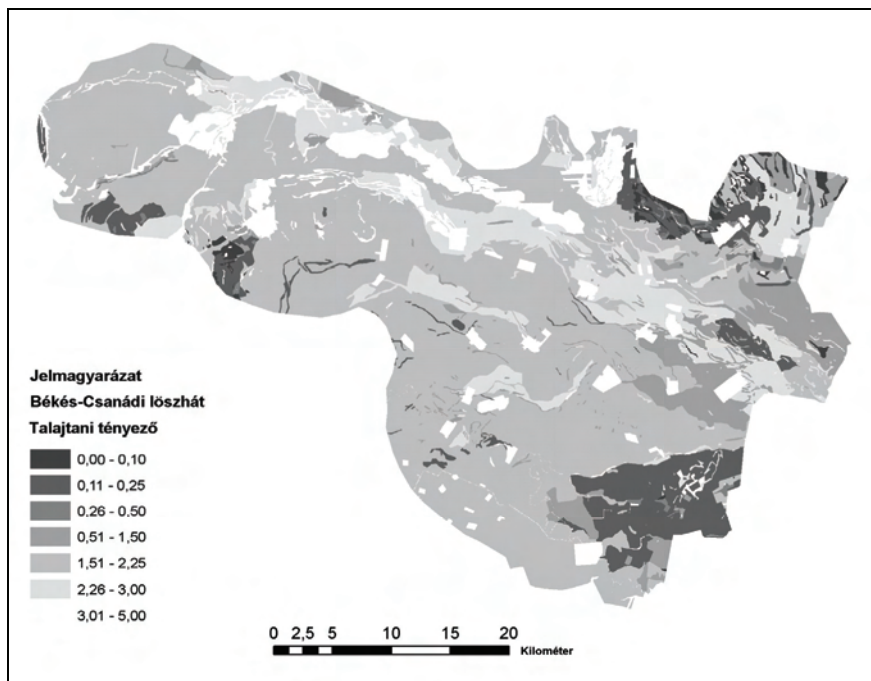 Jelmagyarázat
Békés-Csanádi löszhát
Talajtani tényező
0,00 - 0,10
0,11 - 0,25
0.26 - 0.50
0,51 - 1,50
1,51 - 2,25
2,26 - 3,00
3,01 - 5,00
0 2,5 5 10 15 20
Kilométer